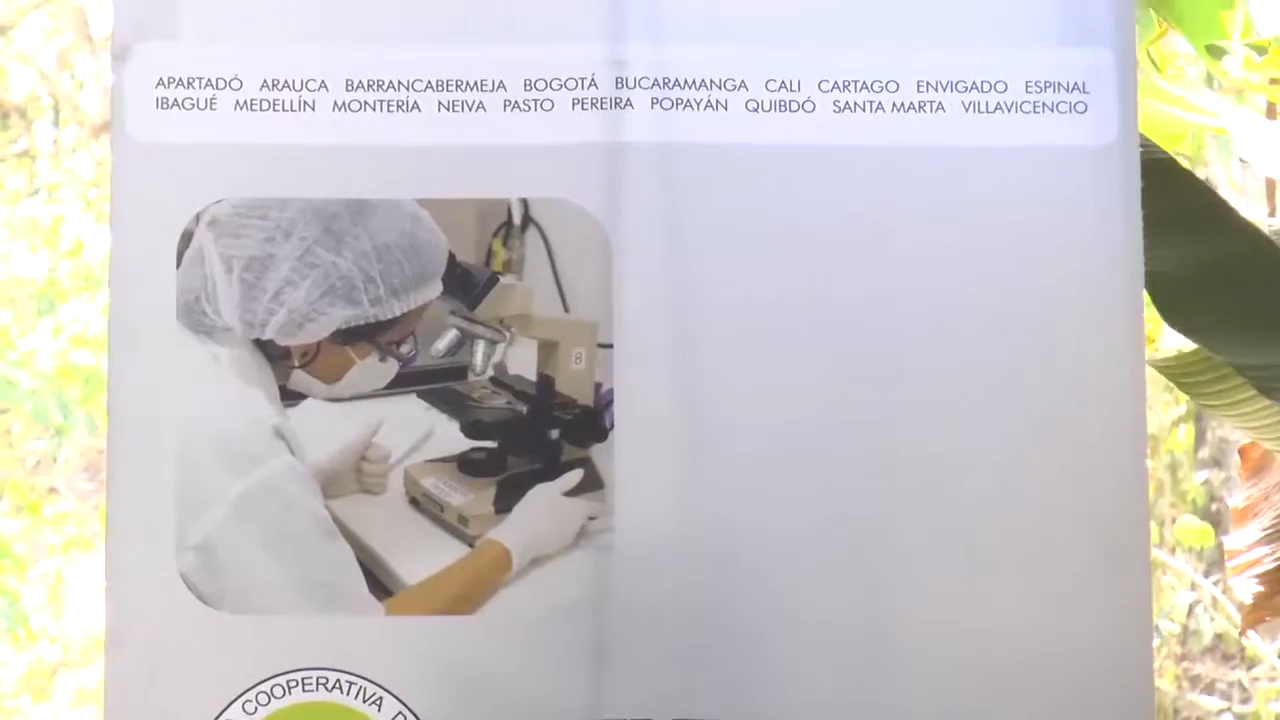 APARTADÓ ARAUCA BARRANCABERMEJA BOGOTÁ BUCARAMANGA CALI CARTAGO ENVIGADO ESPINAL
IBAGUÉ MEDELLÍN MONTERÍA NEIVA PASTO PEREIRA POPAYÁN QUIBDÓ SANTA MARTA VILLAVICENCIO
8
COOPERATIVA